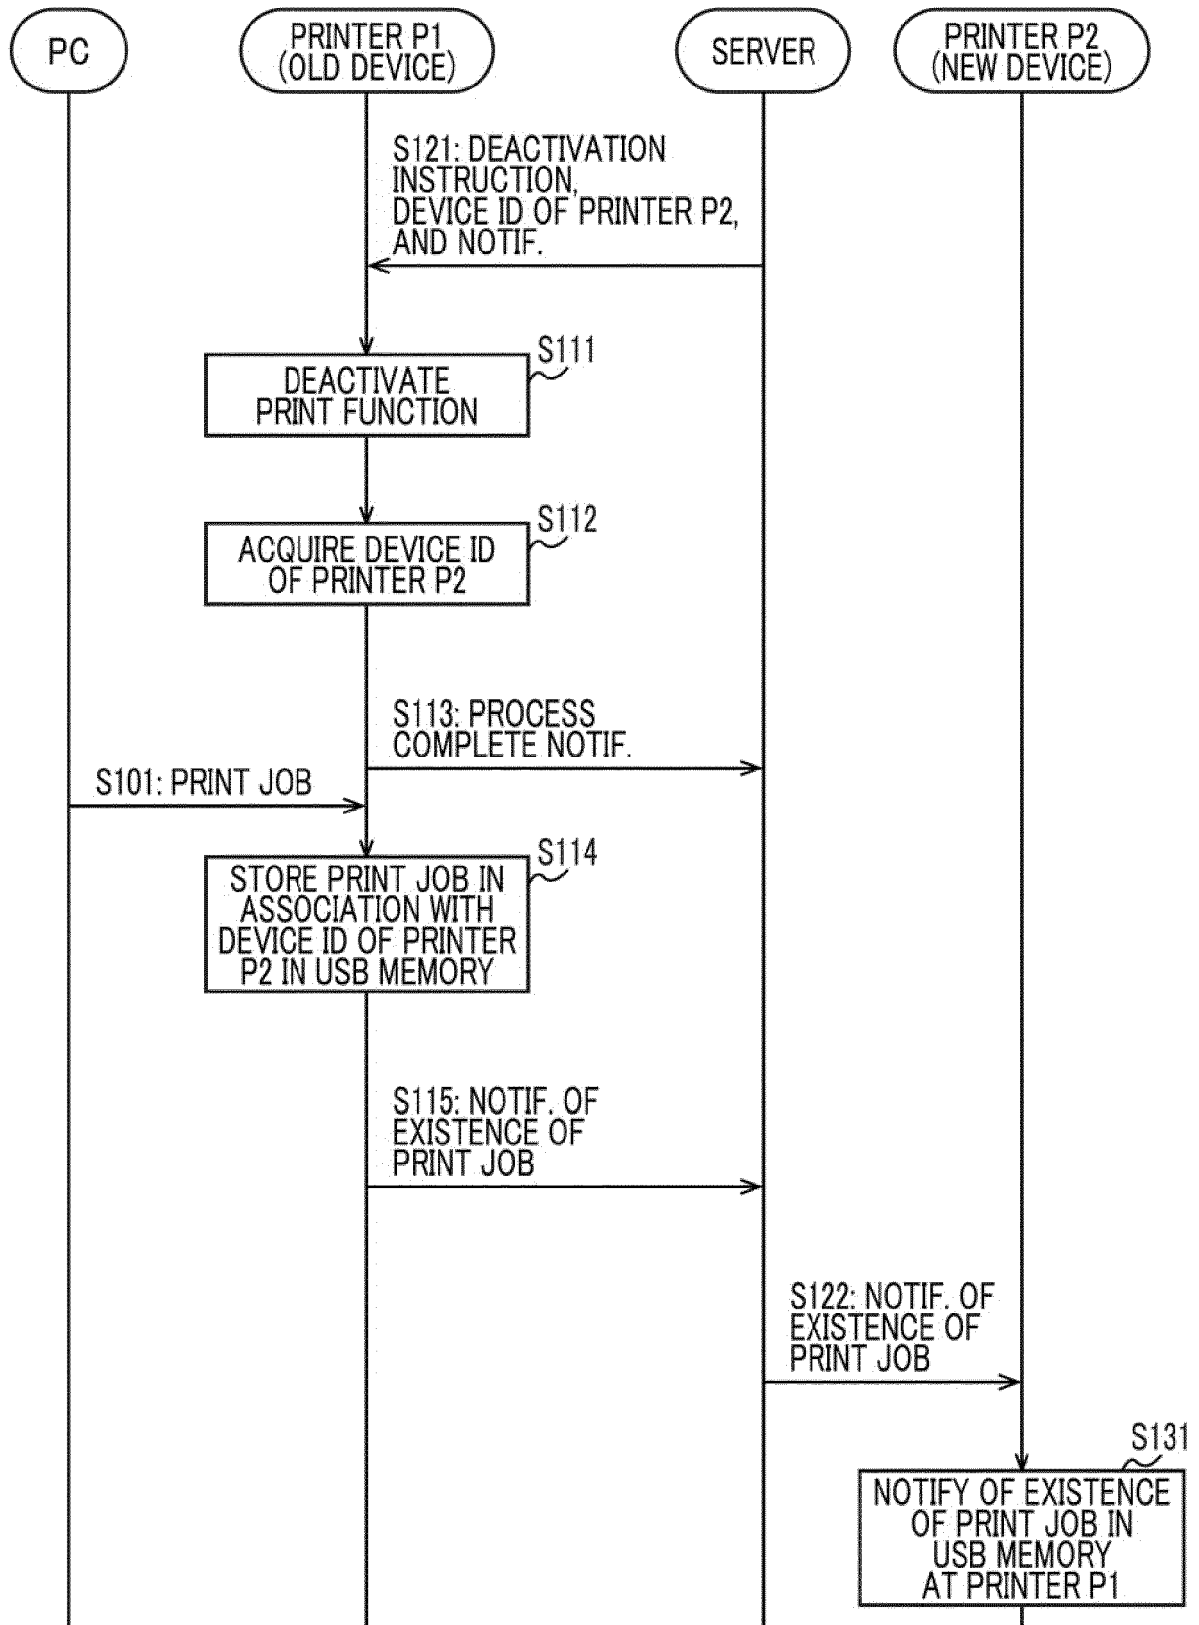 PC
PRINTER P1
(OLD DEVICE)
SERVER
PRINTER P2
(NEW DEVICE)
S121: DEACTIVATION
INSTRUCTION,
DEVICE ID OF PRINTER P2,
AND NOTIF.
S111
DEACTIVATE
PRINT FUNCTION
S112
ACQUIRE DEVICE ID
OF PRINTER P2
S113: PROCESS
COMPLETE NOTIF.
S101: PRINT JOB
S114
STORE PRINT JOB IN
ASSOCIATION WITH
DEVICE ID OF PRINTER
P2 IN USB MEMORY
S115: NOTIF. OF
EXISTENCE OF
PRINT JOB
S122: NOTIF. OF
EXISTENCE OF
PRINT JOB
S131
NOTIFY OF EXISTENCE
OF PRINT JOB IN
USB MEMORY
AT PRINTER P1